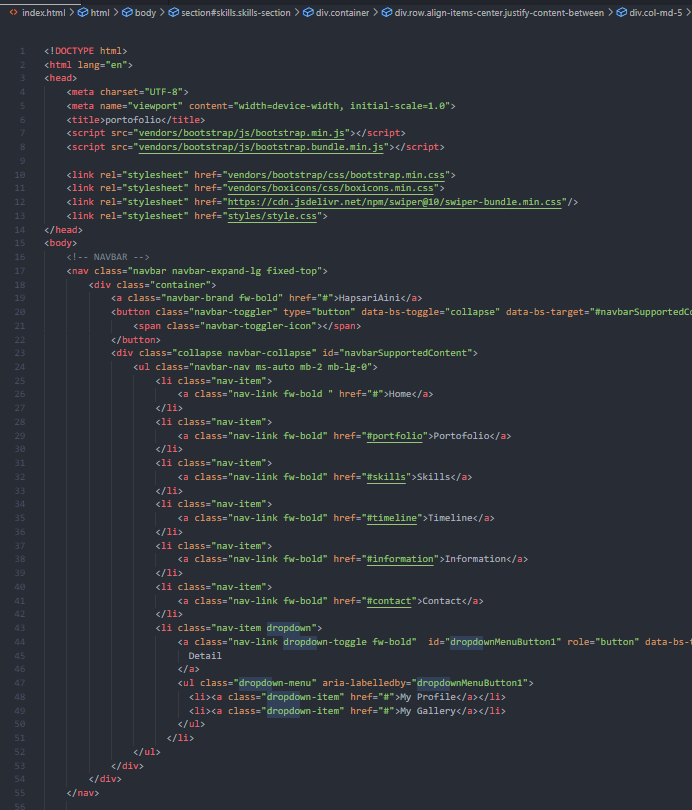 index.html > html > body > section#skills.skills-section > div.container > div.row.align-items-center.justify-content-between > div.col-md-5 >
1 <!DOCTYPE html>
2 <html lang="en">
3 <head>
4 <meta charset="UTF-8">
5 <meta name="viewport" content="width=device-width, initial-scale=1.0">
6 <title>portofolio</title>
7 <script src="vendors/bootstrap/js/bootstrap.min.js"></script>
8 <script src="vendors/bootstrap/js/bootstrap.bundle.min.js"></script>
9
10 <link rel="stylesheet" href="vendors/bootstrap/css/bootstrap.min.css">
11 <link rel="stylesheet" href="vendors/boxicons/css/boxicons.min.css">
12 <link rel="stylesheet" href="https://cdn.jsdelivr.net/npm/swiper@10/swiper-bundle.min.css"/>
13 <link rel="stylesheet" href="styles/style.css">
14 </head>
15 <body>
16 <!-- NAVBAR -->
17 <nav class="navbar navbar-expand-lg fixed-top">
18 <div class="container">
19 <a class="navbar-brand fw-bold" href="#">HapsariAini</a>
20 <button class="navbar-toggler" type="button" data-bs-toggle="collapse" data-bs-target="#navbarSupportedCo
21 <span class="navbar-toggler-icon"></span>
22 </button>
23 <div class="collapse navbar-collapse" id="navbarSupportedContent">
24 <ul class="navbar-nav ms-auto mb-2 mb-lg-0">
25 <li class="nav-item">
26 <a class="nav-link fw-bold " href="#">Home</a>
27 </li>
28 <li class="nav-item">
29 <a class="nav-link fw-bold" href="#portfolio">Portofolio</a>
30 </li>
31 <li class="nav-item">
32 <a class="nav-link fw-bold" href="#skills">Skills</a>
33 </li>
34 <li class="nav-item">
35 <a class="nav-link fw-bold" href="#timeline">Timeline</a>
36 </li>
37 <li class="nav-item">
38 <a class="nav-link fw-bold" href="#information">Information</a>
39 </li>
40 <li class="nav-item">
41 <a class="nav-link fw-bold" href="#contact">Contact</a>
42 </li>
43 <li class="nav-item dropdown">
44 <a class="nav-link dropdown-toggle fw-bold"  id="dropdownMenuButton1" role="button" data-bs-t
45 Detail
46 </a>
47 <ul class="dropdown-menu" aria-labelledby="dropdownMenuButton1">
48 <li><a class="dropdown-item" href="#">My Profile</a></li>
49 <li><a class="dropdown-item" href="#">My Gallery</a></li>
50 </ul>
51 </li>
52 </ul>
53 </div>
54 </div>
55 </nav>
56